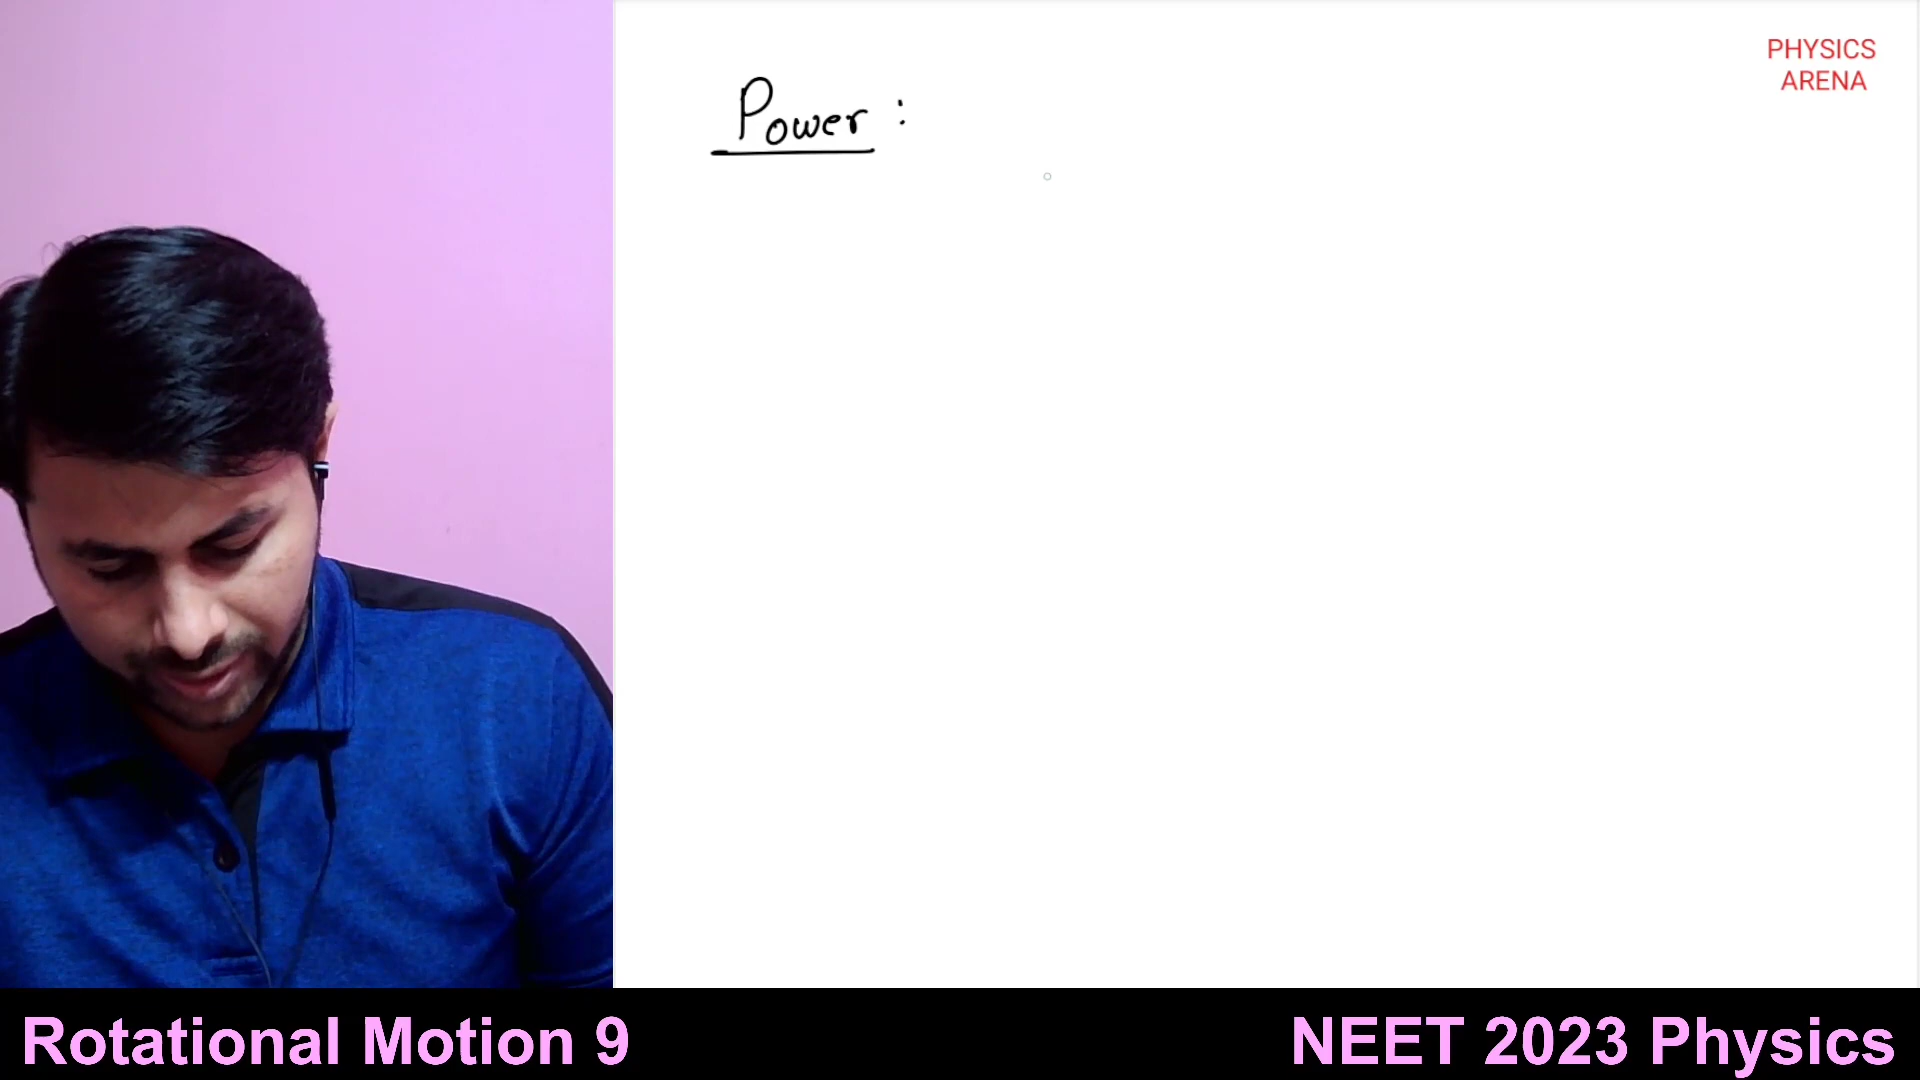 PHYSICS
ARENA
Power :
Rotational Motion 9
NEET 2023 Physics